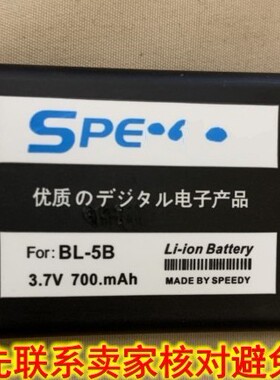 SPE
优质のデジタル电子产品
For: BL-5B
Li-ion Battery
3.7V 700.mAh
MADE BY SPEEDY
先联系卖家核对避免